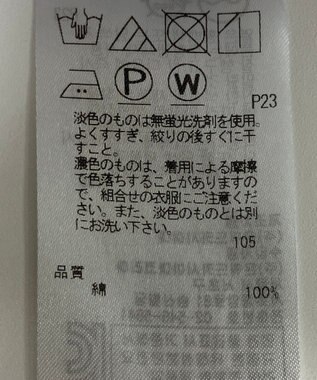 P
W
P23
淡色のものは無蛍光洗剤を使用。
よくすすぎ、絞りの後すぐに干
すこと。
濃色のものは、着用による摩擦
で色落ちすることがありますの
で、組合せの衣服にご注意くだ
さい。また、淡色のものとは別
にお洗い下さい。
105
品質
綿 100%